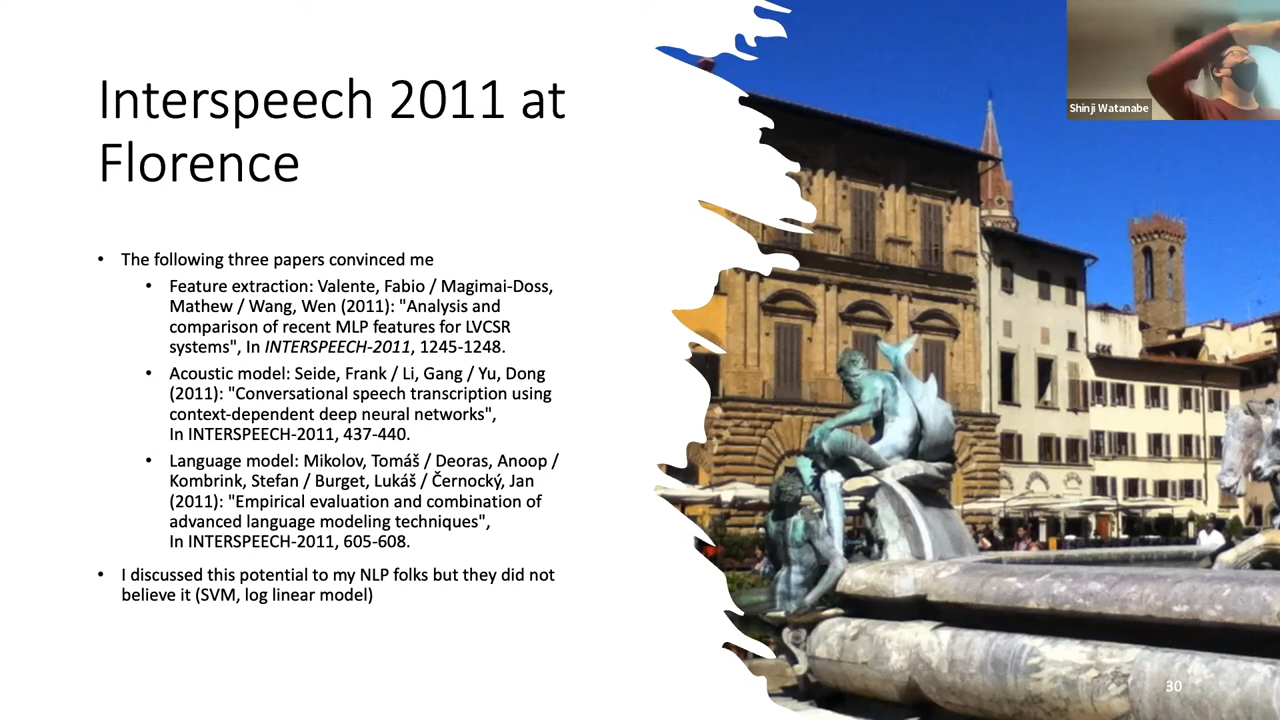 Interspeech 2011 at
Florence
• The following three papers convinced me
• Feature extraction: Valente, Fabio / Magimai-Doss,
Mathew / Wang, Wen (2011): "Analysis and
comparison of recent MLP features for LVCSR
systems", In INTERSPEECH-2011, 1245-1248.
• Acoustic model: Seide, Frank / Li, Gang / Yu, Dong
(2011): "Conversational speech transcription using
context-dependent deep neural networks",
In INTERSPEECH-2011, 437-440.
• Language model: Mikolov, Tomáš / Deoras, Anoop /
Kombrink, Stefan / Burget, Lukáš / Černocký, Jan
(2011): "Empirical evaluation and combination of
advanced language modeling techniques",
In INTERSPEECH-2011, 605-608.
• I discussed this potential to my NLP folks but they did not
believe it (SVM, log linear model)
Shinji Watanabe
30